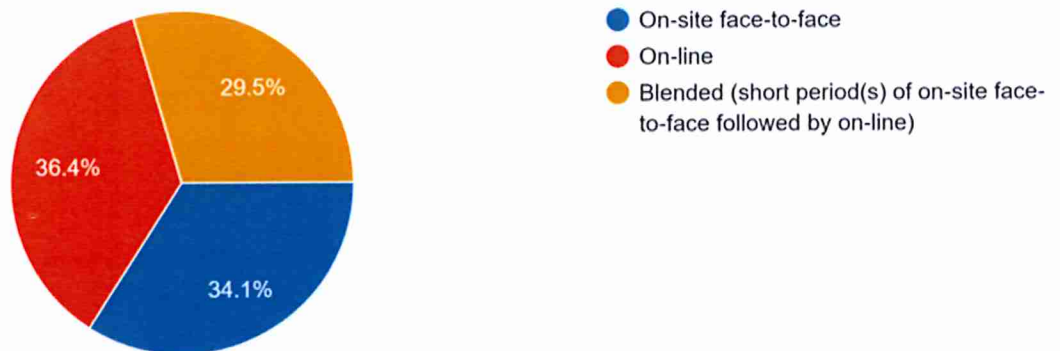 On-site face-to-face
On-line
Blended (short period(s) of on-site face-
to-face followed by on-line)
29.5%
36.4%
34.1%